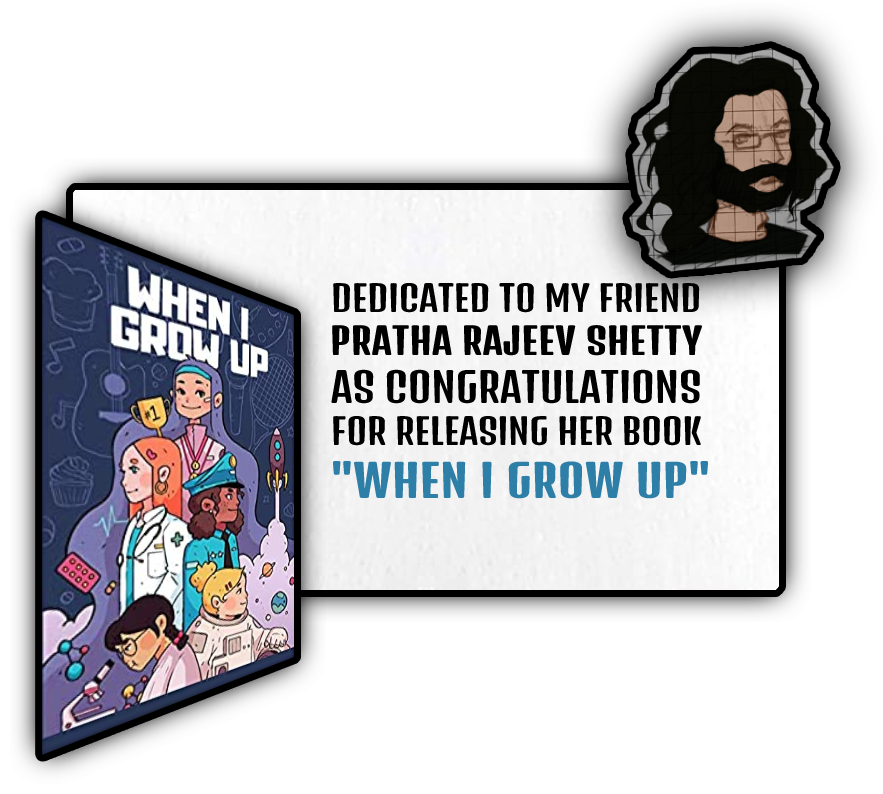 WHEN I
GROW UP
#1
DEDICATED TO MY FRIEND
PRATHA RAJEEV SHETTY
AS CONGRATULATIONS
FOR RELEASING HER BOOK
"WHEN I GROW UP"